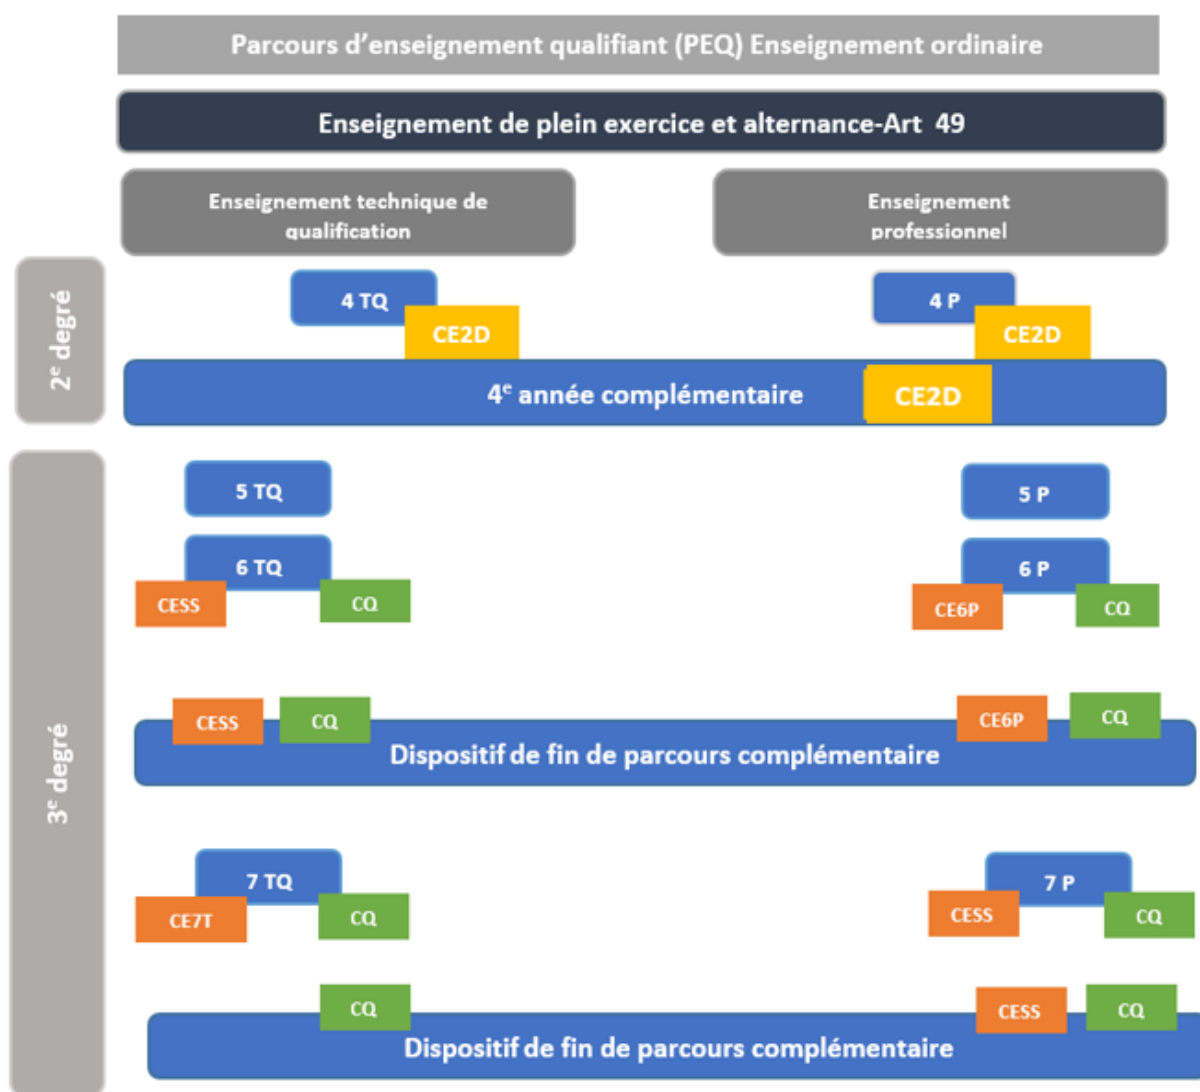 Parcours d'enseignement qualifiant (PEQ) Enseignement ordinaire
Enseignement de plein exercice et alternance-Art 49
Enseignement technique de
qualification
Enseignement
professionnel
2e degré
4 TQ
CE2D
4 P
CE2D
4e année complémentaire
CE2D
3e degré
5 TQ
5 P
6 TQ
CESS
CQ
6 P
CE6P
CQ
CESS
CQ
CE6P
CQ
Dispositif de fin de parcours complémentaire
7 TQ
CE7T
CQ
7 P
CESS
CQ
CQ
CESS
CQ
Dispositif de fin de parcours complémentaire